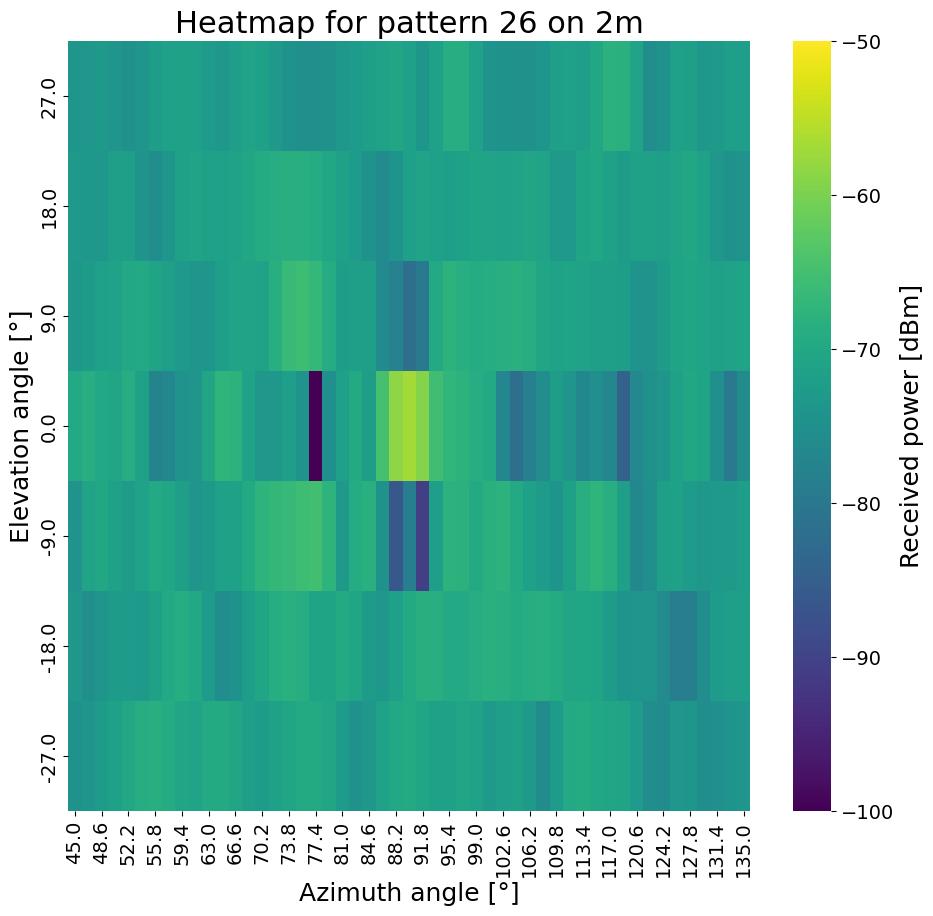 Heatmap for pattern 26 on 2m
Elevation angle [°]
27.0
18.0
9.0
0.0
-9.0
-18.0
-27.0
45.0 48.6 52.2 55.8 59.4 63.0 66.6 70.2 73.8 77.4 81.0 84.6 88.2 91.8 95.4 99.0 102.6 106.2 109.8 113.4 117.0 120.6 124.2 127.8 131.4 135.0
Azimuth angle [°]
−50
−60
−70
−80
−90
−100
Received power [dBm]